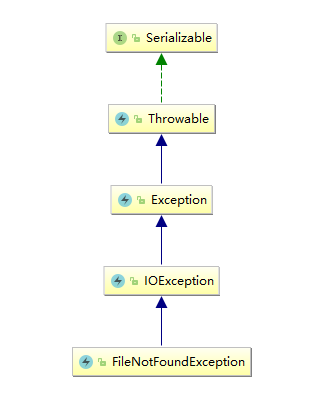 I Serializable
Throwable
Exception
IOException
FileNotFoundException